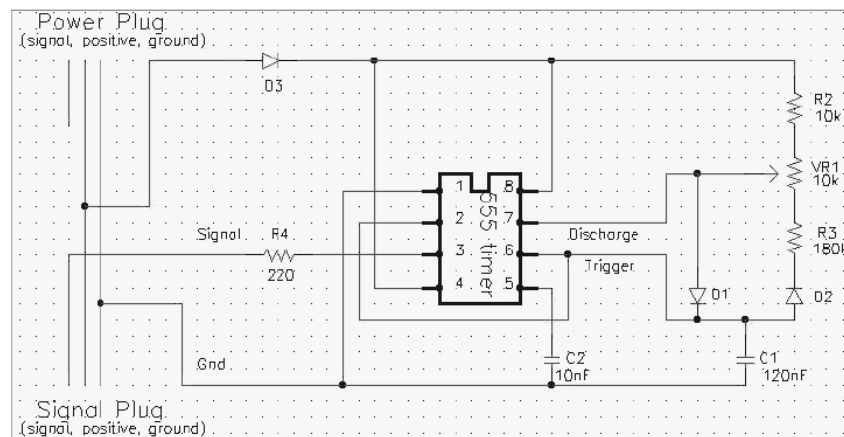 Power Plug
(signal, positive, ground)
D3
R2
10k
VR1
10k
1
8
2
7
Signal
R4
220
3
6
Discharge
Trigger
R3
180k
4
5
555 timer
D1
D2
Gnd
C2
10nF
C1
120nF
Signal Plug
(signal, positive, ground)